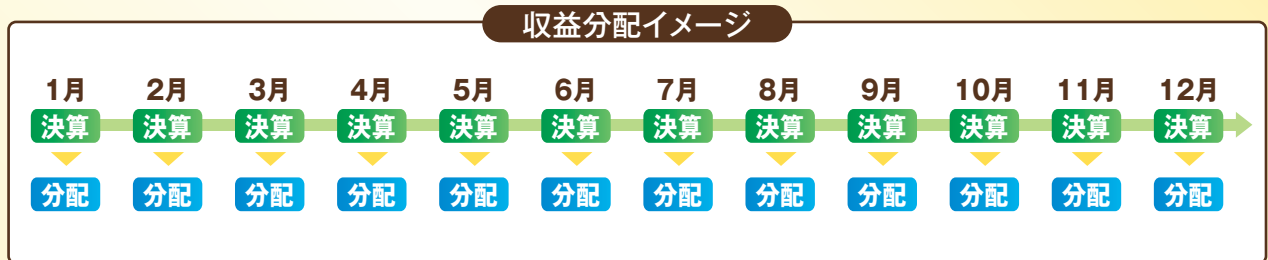 収益分配イメージ
1月 2月 3月 4月 5月 6月 7月 8月 9月 10月 11月 12月
決算 決算 決算 決算 決算 決算 決算 決算 決算 決算 決算 決算
分配 分配 分配 分配 分配 分配 分配 分配 分配 分配 分配 分配